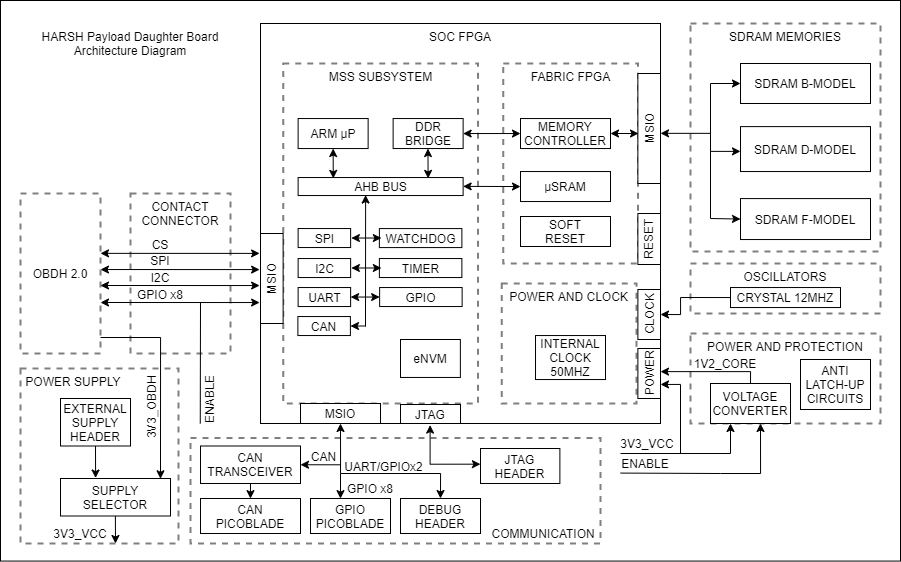 HARSH Payload Daughter Board
Architecture Diagram
SOC FPGA
SDRAM MEMORIES
MSS SUBSYSTEM
FABRIC FPGA
SDRAM B-MODEL
SDRAM D-MODEL
SDRAM F-MODEL
ARM µP
DDR
BRIDGE
MEMORY
CONTROLLER
MSIO
AHB BUS
µSRAM
SOFT
RESET
RESET
CONTACT
CONNECTOR
OBDH 2.0
CS
SPI
I2C
GPIO x8
MSIO
SPI
WATCHDOG
I2C
TIMER
UART
GPIO
CAN
eNVM
POWER AND CLOCK
INTERNAL
CLOCK
50MHZ
CLOCK
POWER
OSCILLATORS
CRYSTAL 12MHZ
POWER AND PROTECTION
1V2_CORE
VOLTAGE
CONVERTER
ANTI
LATCH-UP
CIRCUITS
3V3_VCC
ENABLE
POWER SUPPLY
EXTERNAL
SUPPLY
HEADER
3V3_OBDH
ENABLE
SUPPLY
SELECTOR
3V3_VCC
MSIO
JTAG
CAN
TRANSCEIVER
CAN
UART/GPIOx2
GPIO x8
JTAG
HEADER
CAN
PICOBLADE
GPIO
PICOBLADE
DEBUG
HEADER
COMMUNICATION